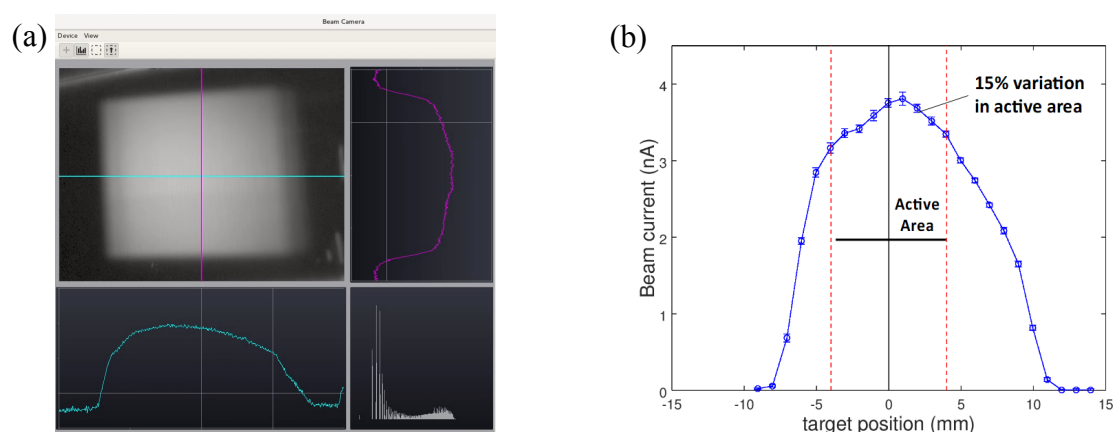 (a)
Beam Camera
Device View
(b)
Beam current (nA)
4
3
2
1
0
15% variation
in active area
Active
Area
-15
-10
-5
0
5
10
15
target position (mm)